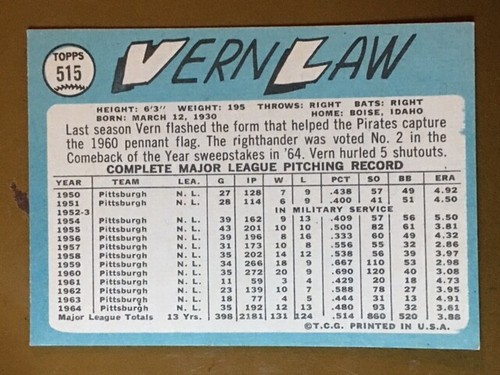 TOPPS
515
VERN LAW
HEIGHT: 6'3" WEIGHT: 195 THROWS: RIGHT BATS: RIGHT
BORN: MARCH 12, 1930 HOME: BOISE, IDAHO
Last season Vern flashed the form that helped the Pirates capture
the 1960 pennant flag. The righthander was voted No. 2 in the
Comeback of the Year sweepstakes in '64. Vern hurled 5 shutouts.
COMPLETE MAJOR LEAGUE PITCHING RECORD
YEAR TEAM LEA. G IP W L PCT SO BB ERA
1950 Pittsburgh N. L. 27 128 7 9 .438 57 49 4.92
1951 Pittsburgh N. L. 28 114 6 9 .400 41 51 4.50
1952-3 IN MILITARY SERVICE
1954 Pittsburgh N. L. 39 162 9 13 .409 57 56 5.50
1955 Pittsburgh N. L. 43 201 10 10 .500 82 61 3.81
1956 Pittsburgh N. L. 39 196 8 16 .333 60 49 4.32
1957 Pittsburgh N. L. 31 173 10 8 .556 55 32 2.86
1958 Pittsburgh N. L. 35 202 14 12 .538 56 39 3.97
1959 Pittsburgh N. L. 34 266 18 9 .667 110 53 2.98
1960 Pittsburgh N. L. 35 272 20 9 .690 120 40 3.08
1961 Pittsburgh N. L. 11 59 3 4 .429 20 18 4.73
1962 Pittsburgh N. L. 23 139 10 7 .588 78 27 3.95
1963 Pittsburgh N. L. 18 77 4 5 .444 31 13 4.91
1964 Pittsburgh N. L. 35 192 12 13 .480 93 32 3.61
Major League Totals 13 Yrs. 398 2181 131 124 .514 860 520 3.88
©T.C.G. PRINTED IN U.S.A.